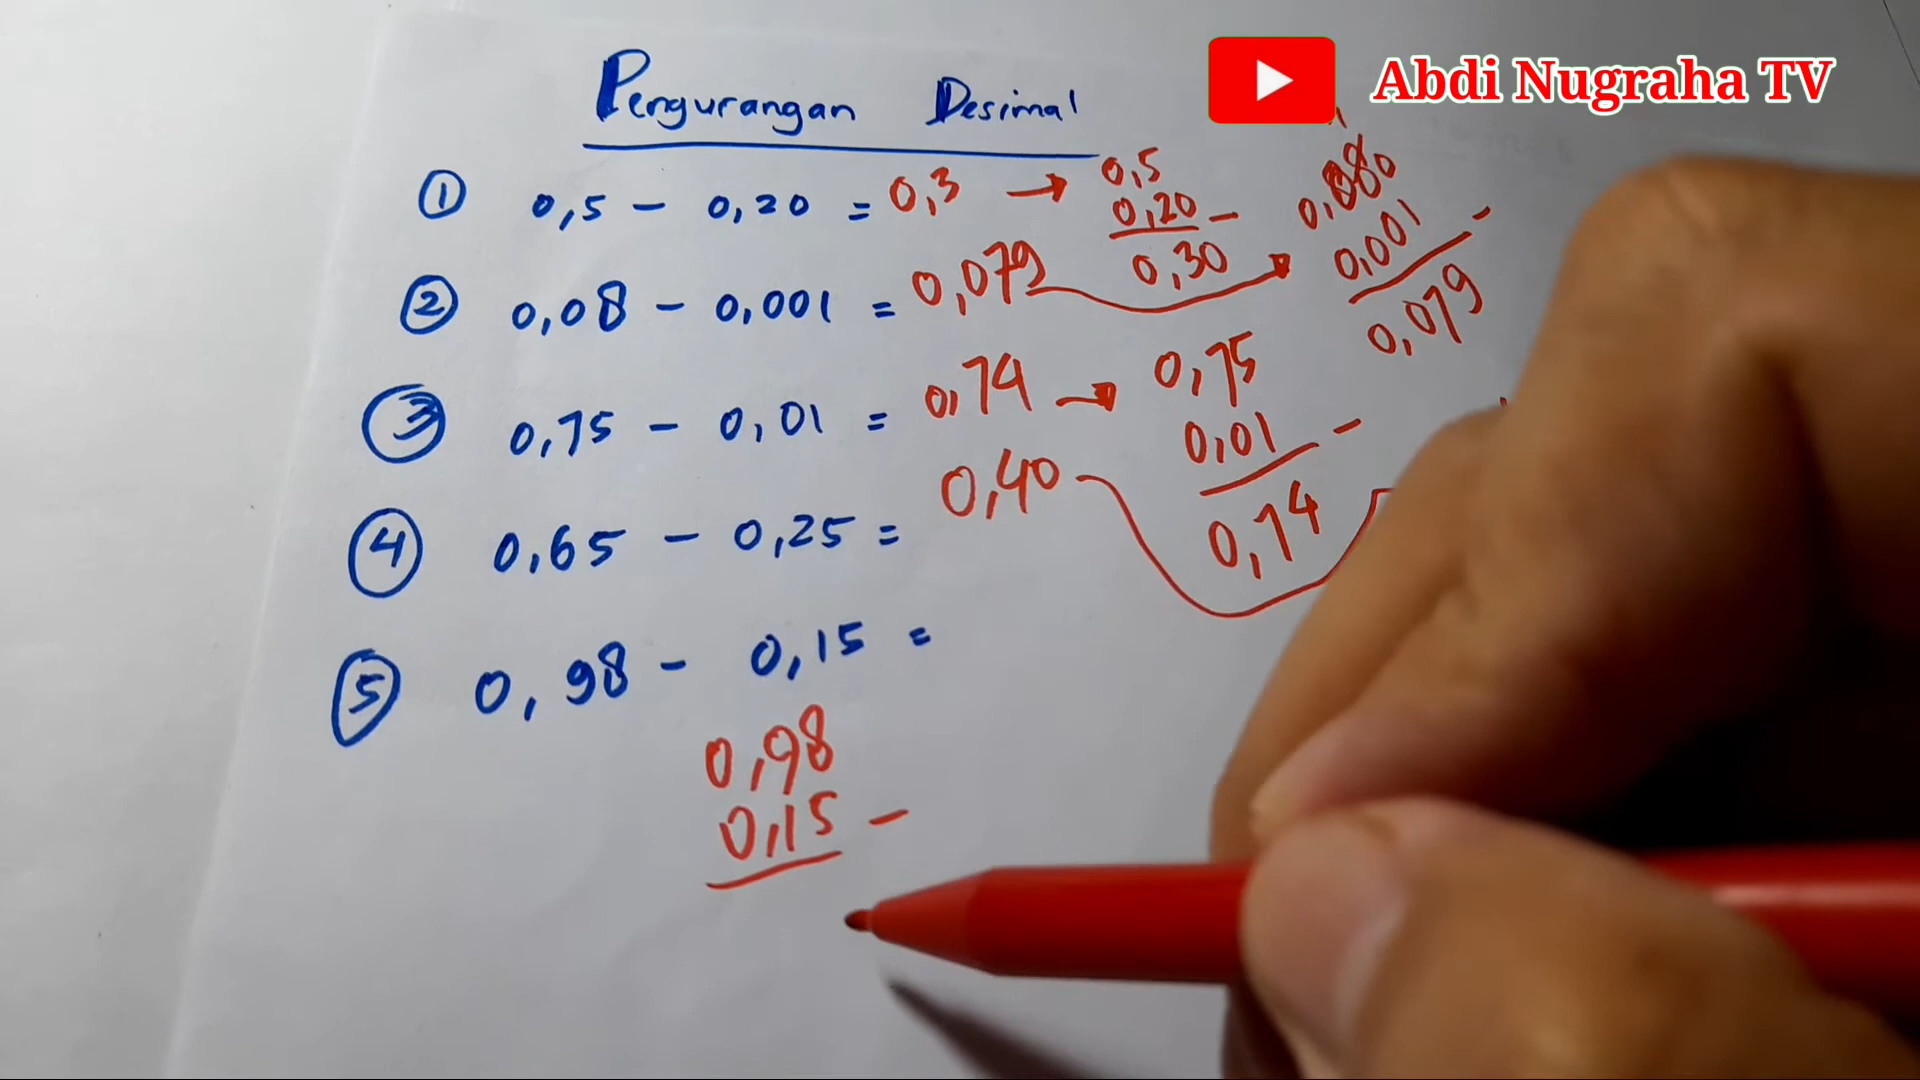 Abdi Nugraha TV
Pengurangan Desimal
① 0,5 - 0,20 = 0,3 → 0,5
0,20 -
0,30
② 0,08 - 0,001 = 0,079 → 0,080
0,001 -
0,079
③ 0,75 - 0,01 = 0,74 → 0,75
0,01 -
0,74
④ 0,65 - 0,25 = 0,40
⑤ 0,98 - 0,15 =
0,98
0,15 -